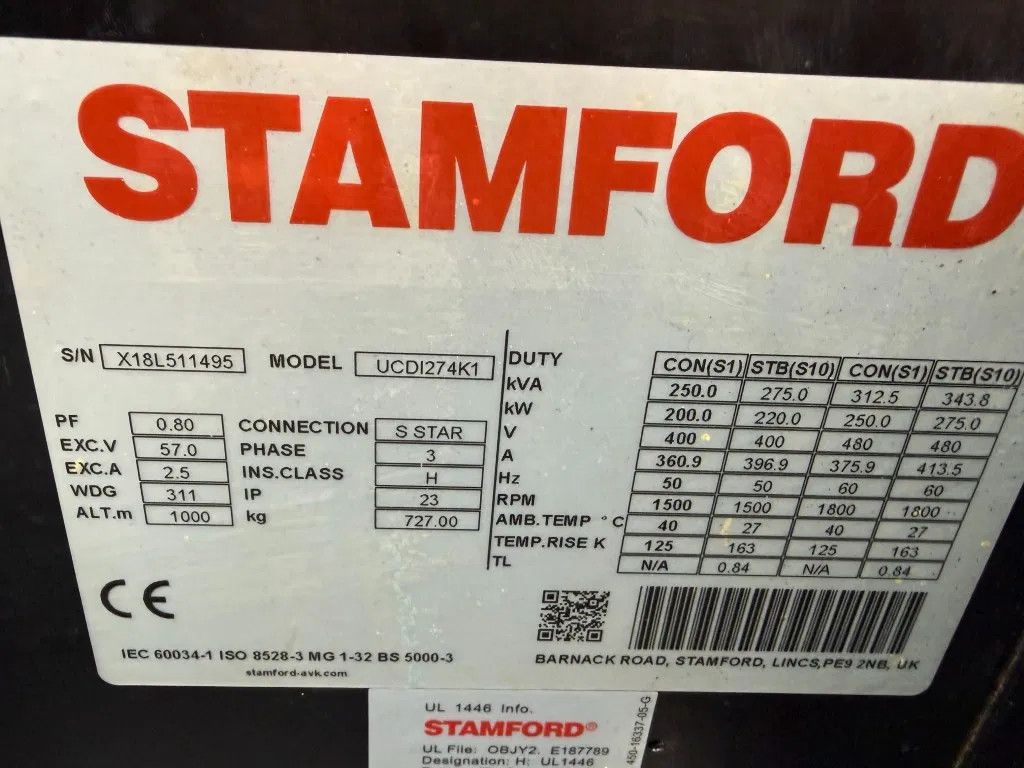 STAMFORD
S/N X18L511495 MODEL UCDI274K1
PF 0.80 CONNECTION S STAR
EXC.V 57.0 PHASE 3
EXC.A 2.5 INS.CLASS H
WDG 311 IP 23
ALT.m 1000 kg 727.00
DUTY CON(S1) STB(S10) CON(S1) STB(S10)
kVA 250.0 275.0 312.5 343.8
kW 200.0 220.0 250.0 275.0
V 400 400 480 480
A 360.9 396.9 375.9 413.5
Hz 50 50 60 60
RPM 1500 1500 1800 1800
AMB.TEMP °C 40 27 40 27
TEMP.RISE K 125 163 125 163
TL N/A 0.84 N/A 0.84
CE
IEC 60034-1 ISO 8528-3 MG 1-32 BS 5000-3
stamford-avk.com
BARNACK ROAD, STAMFORD, LINCS,PE9 2NB, UK
UL 1446 Info.
STAMFORD®
UL File: OBJY2. E187789
Designation: H: UL1446
450-16337-05-G